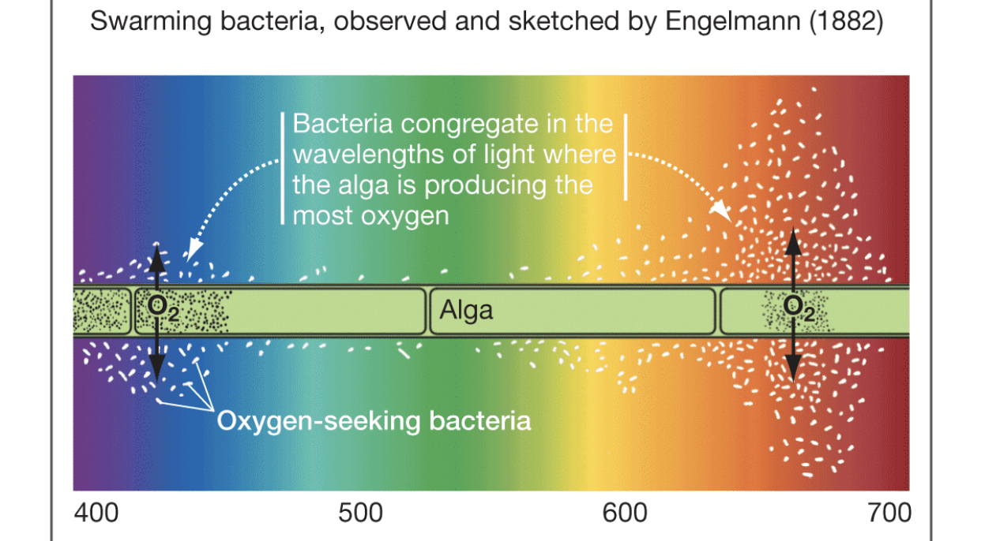 Swarming bacteria, observed and sketched by Engelmann (1882)
Bacteria congregate in the
wavelengths of light where
the alga is producing the
most oxygen
O₂
Alga
O₂
Oxygen-seeking bacteria
400
500
600
700